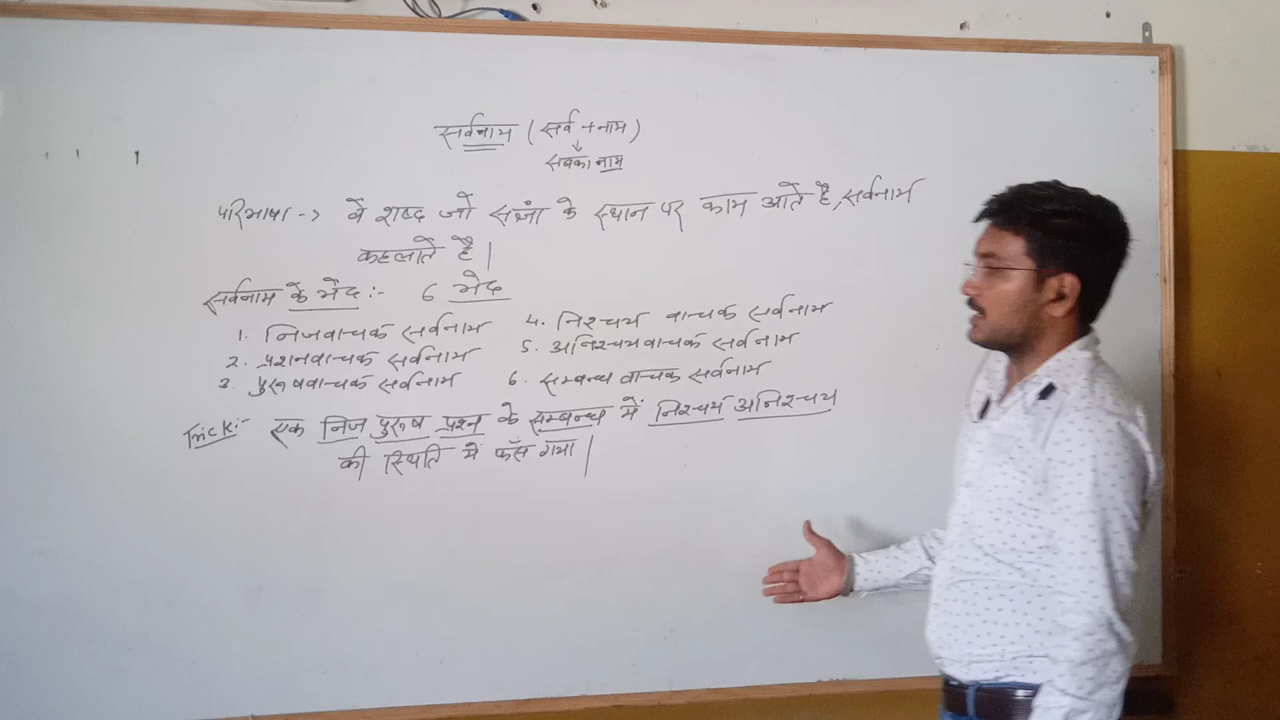 सर्वनाम ( सर्व + नाम )
↓
सबका नाम
परिभाषा -> वे शब्द जो संज्ञा के स्थान पर काम आते है, सर्वनाम
कहलाते है |
सर्वनाम के भेद :- 6 भेद
1. निजवाचक सर्वनाम
2. प्रशनवाचक सर्वनाम
3. पुरूषवाचक सर्वनाम
4. निश्चय वाचक सर्वनाम
5. अनिश्चयवाचक सर्वनाम
6. सम्बन्ध वाचक सर्वनाम
Trick:- एक निज पुरूष प्रश्न के सम्बन्ध में निश्चय अनिश्चय
की स्थिति में फँस गया |